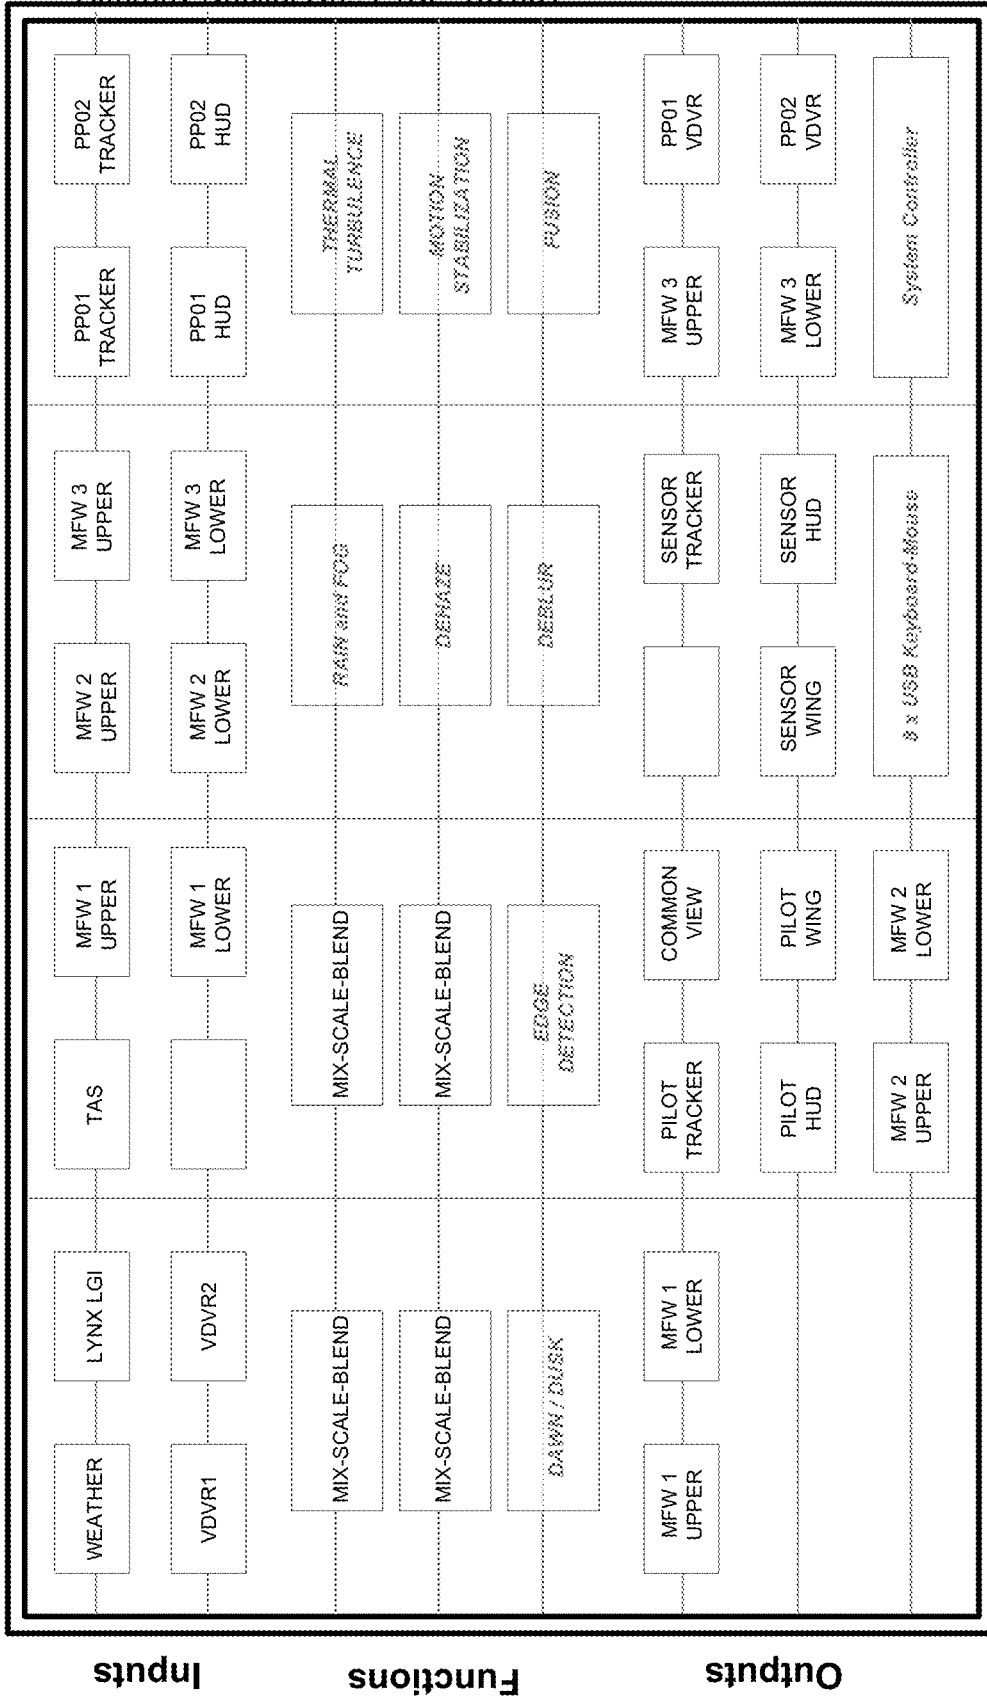 Inputs
WEATHER
LYNX LGI
TAS
MFW 1
UPPER
MFW 2
UPPER
MFW 3
UPPER
PP01
TRACKER
PP02
TRACKER
VDVR1
VDVR2
MFW 1
LOWER
MFW 2
LOWER
MFW 3
LOWER
PP01
HUD
PP02
HUD
Functions
MIX-SCALE-BLEND
MIX-SCALE-BLEND
RAIN and FOG
THERMAL
TURBULENCE
MIX-SCALE-BLEND
MIX-SCALE-BLEND
DEHAZE
MOTION
STABILIZATION
DAWN / DUSK
EDGE
DETECTION
DEBLUR
FUSION
Outputs
MFW 1
UPPER
MFW 1
LOWER
PILOT
TRACKER
COMMON
VIEW
SENSOR
TRACKER
MFW 3
UPPER
PP01
VDVR
PILOT
HUD
PILOT
WING
SENSOR
WING
SENSOR
HUD
MFW 3
LOWER
PP02
VDVR
MFW 2
UPPER
MFW 2
LOWER
8 x USB Keyboard-Mouse
System Controller